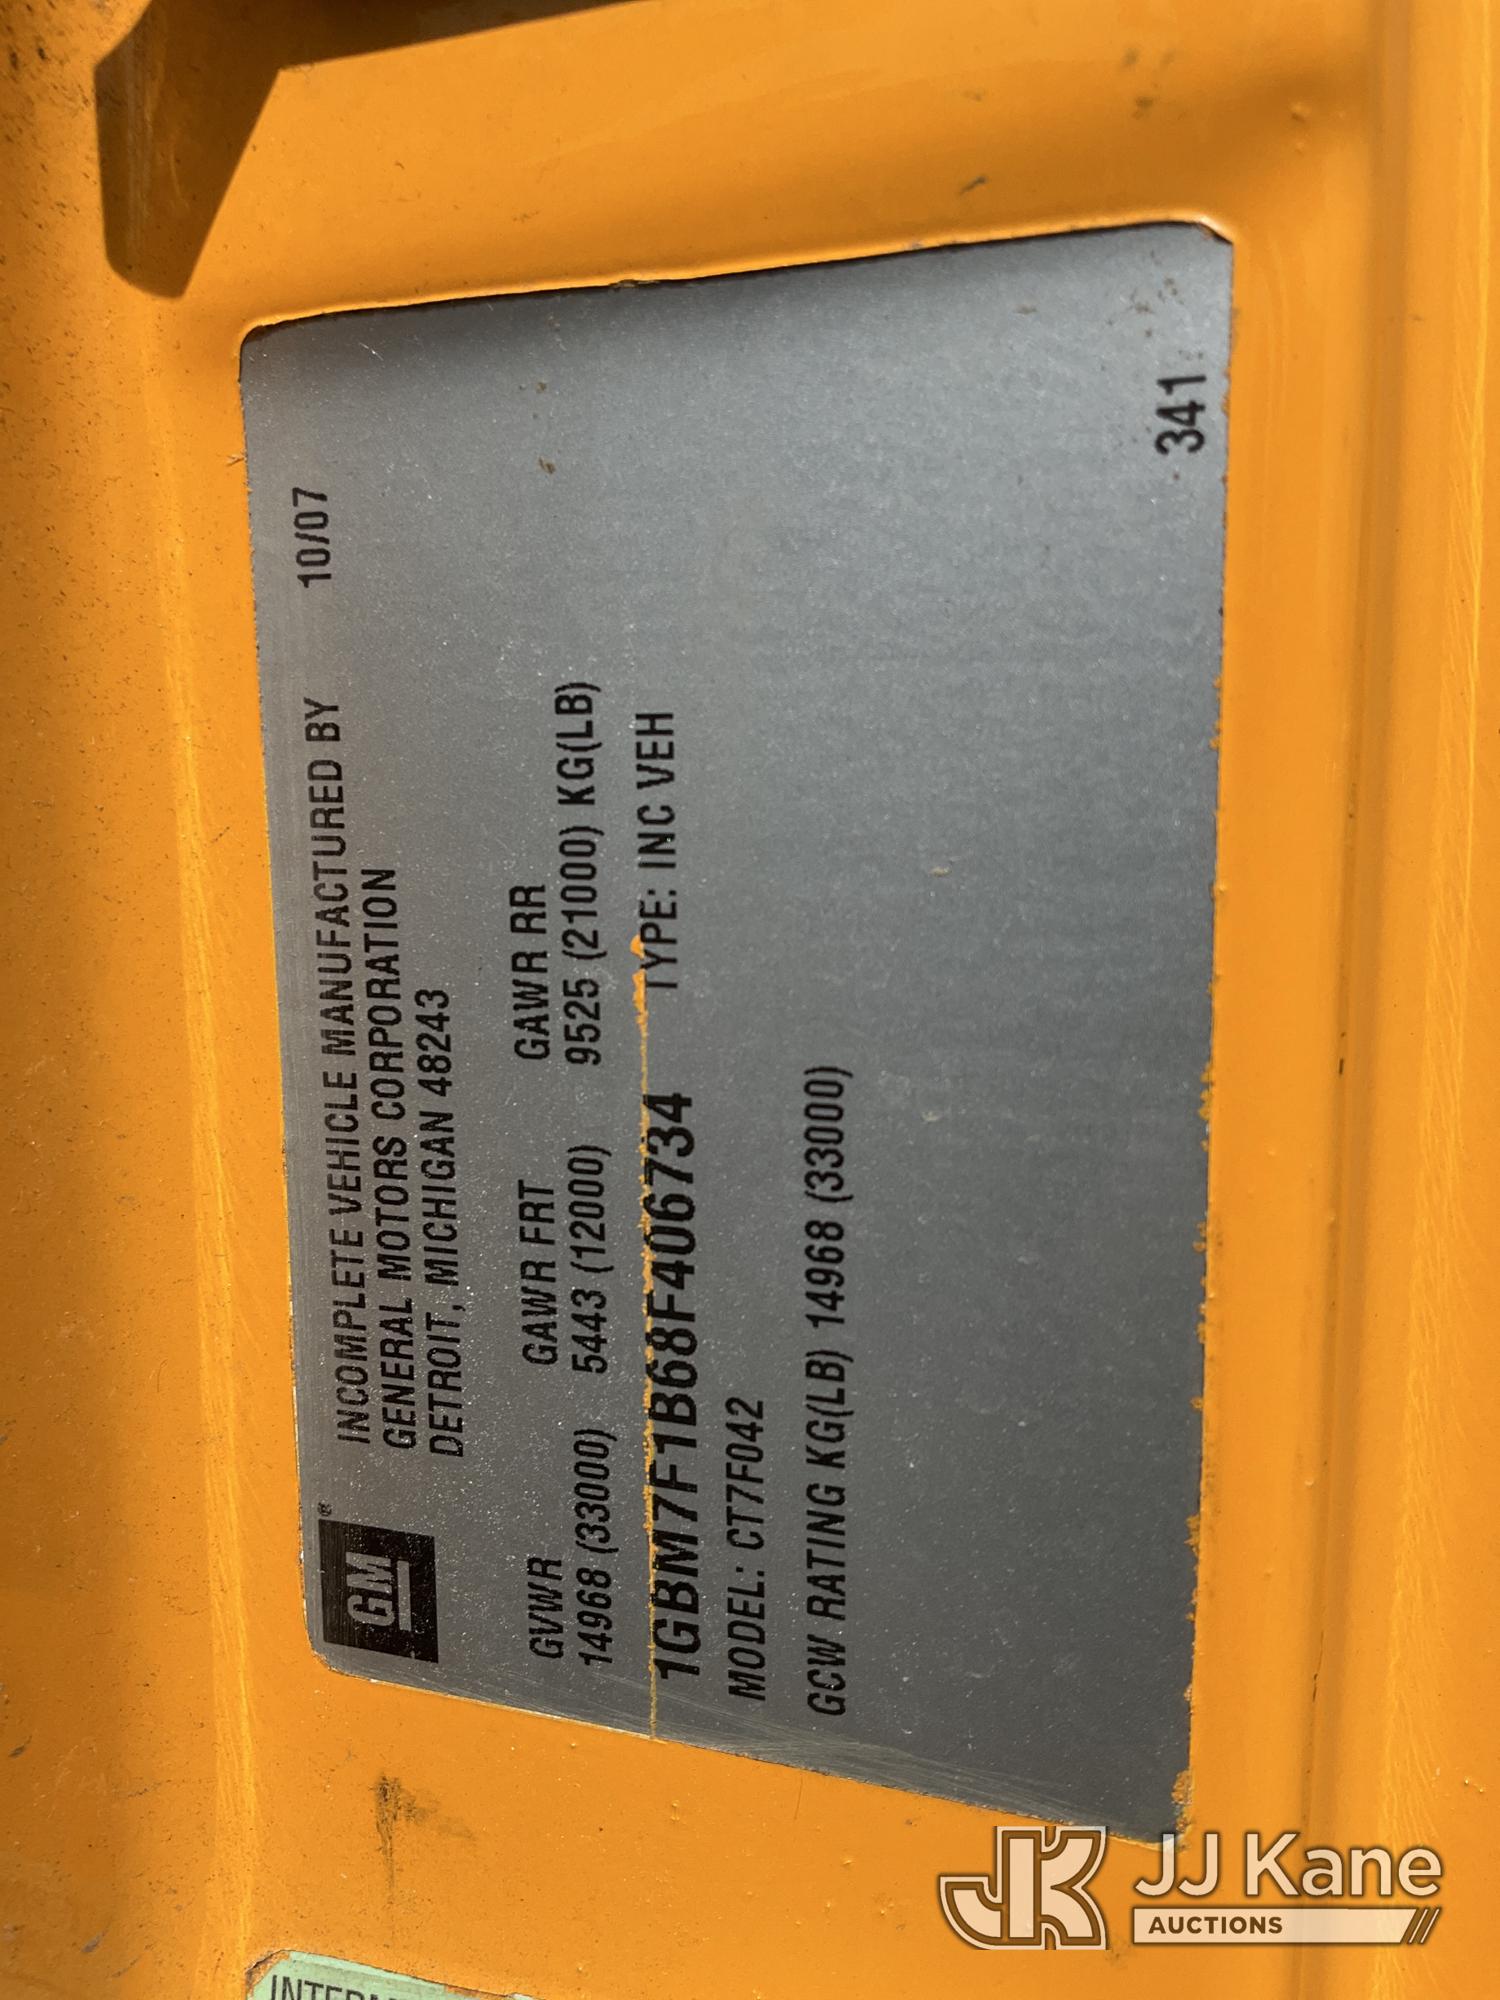 GM®
INCOMPLETE VEHICLE MANUFACTURED BY 10/07
GENERAL MOTORS CORPORATION
DETROIT, MICHIGAN 48243
GVWR GAWR FRT GAWR RR
14968 (33000) 5443 (12000) 9525 (21000) KG(LB)
1GBM7F1B68F406734 TYPE: INC VEH
MODEL: CT7F042
GCW RATING KG(LB) 14968 (33000)
341
JK JJ Kane
AUCTIONS